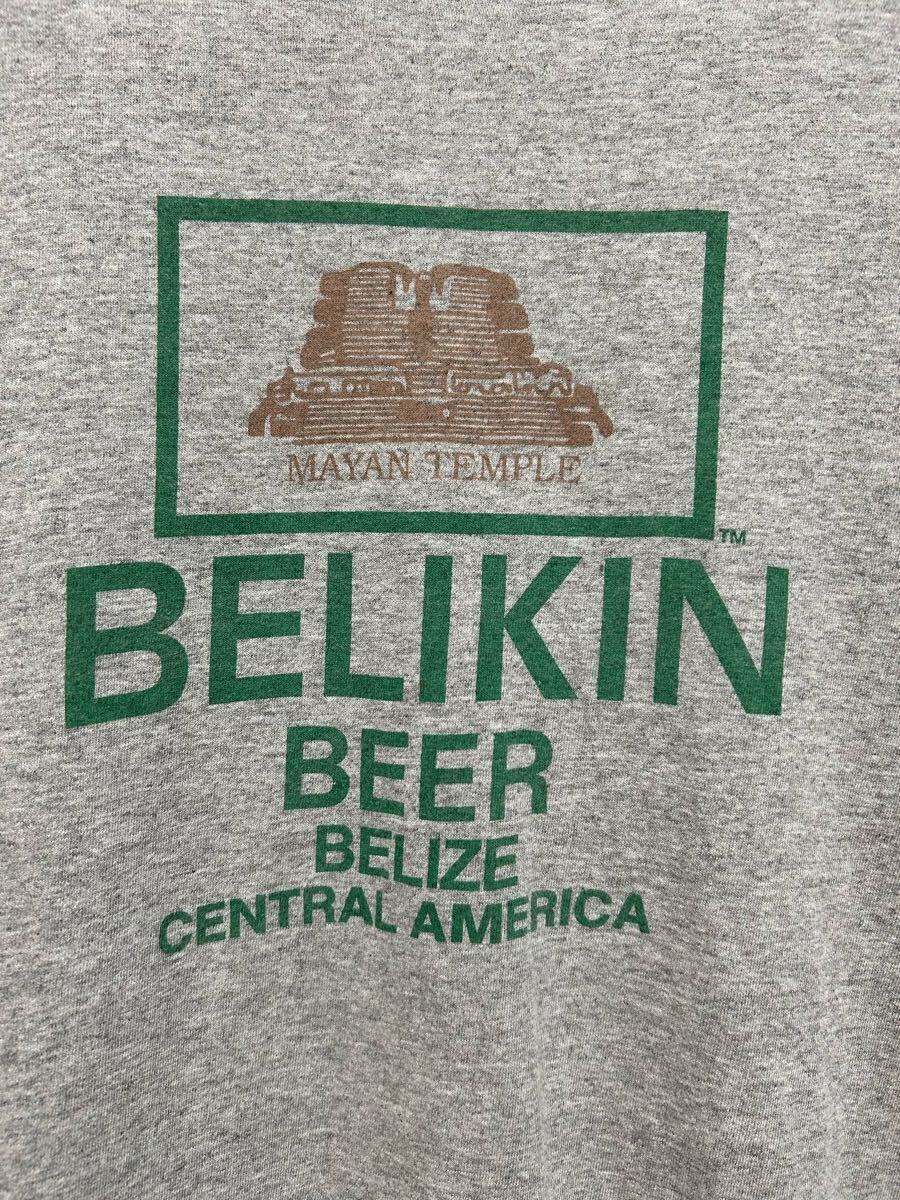 MAYAN TEMPLE
TM
BELIKIN
BEER
BELIZE
CENTRAL AMERICA